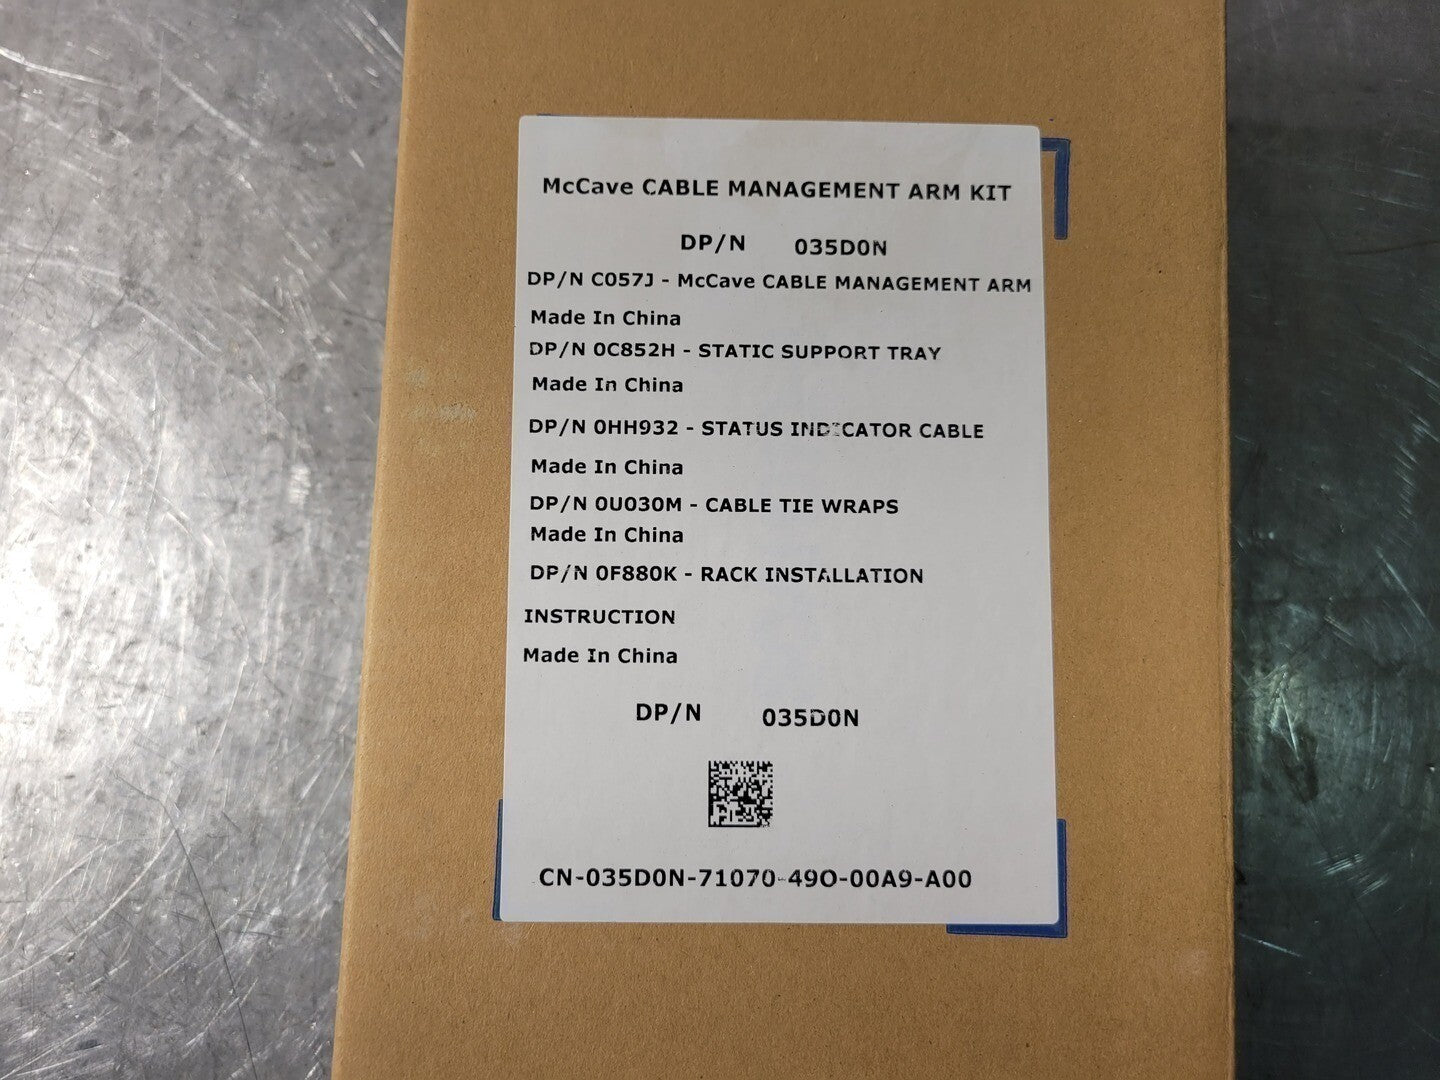 McCave CABLE MANAGEMENT ARM KIT
DP/N 035D0N
DP/N C057J - McCave CABLE MANAGEMENT ARM
Made In China
DP/N 0C852H - STATIC SUPPORT TRAY
Made In China
DP/N 0HH932 - STATUS INDICATOR CABLE
Made In China
DP/N 0U030M - CABLE TIE WRAPS
Made In China
DP/N 0F880K - RACK INSTALLATION
INSTRUCTION
Made In China
DP/N 035D0N
CN-035D0N-71070-49O-00A9-A00